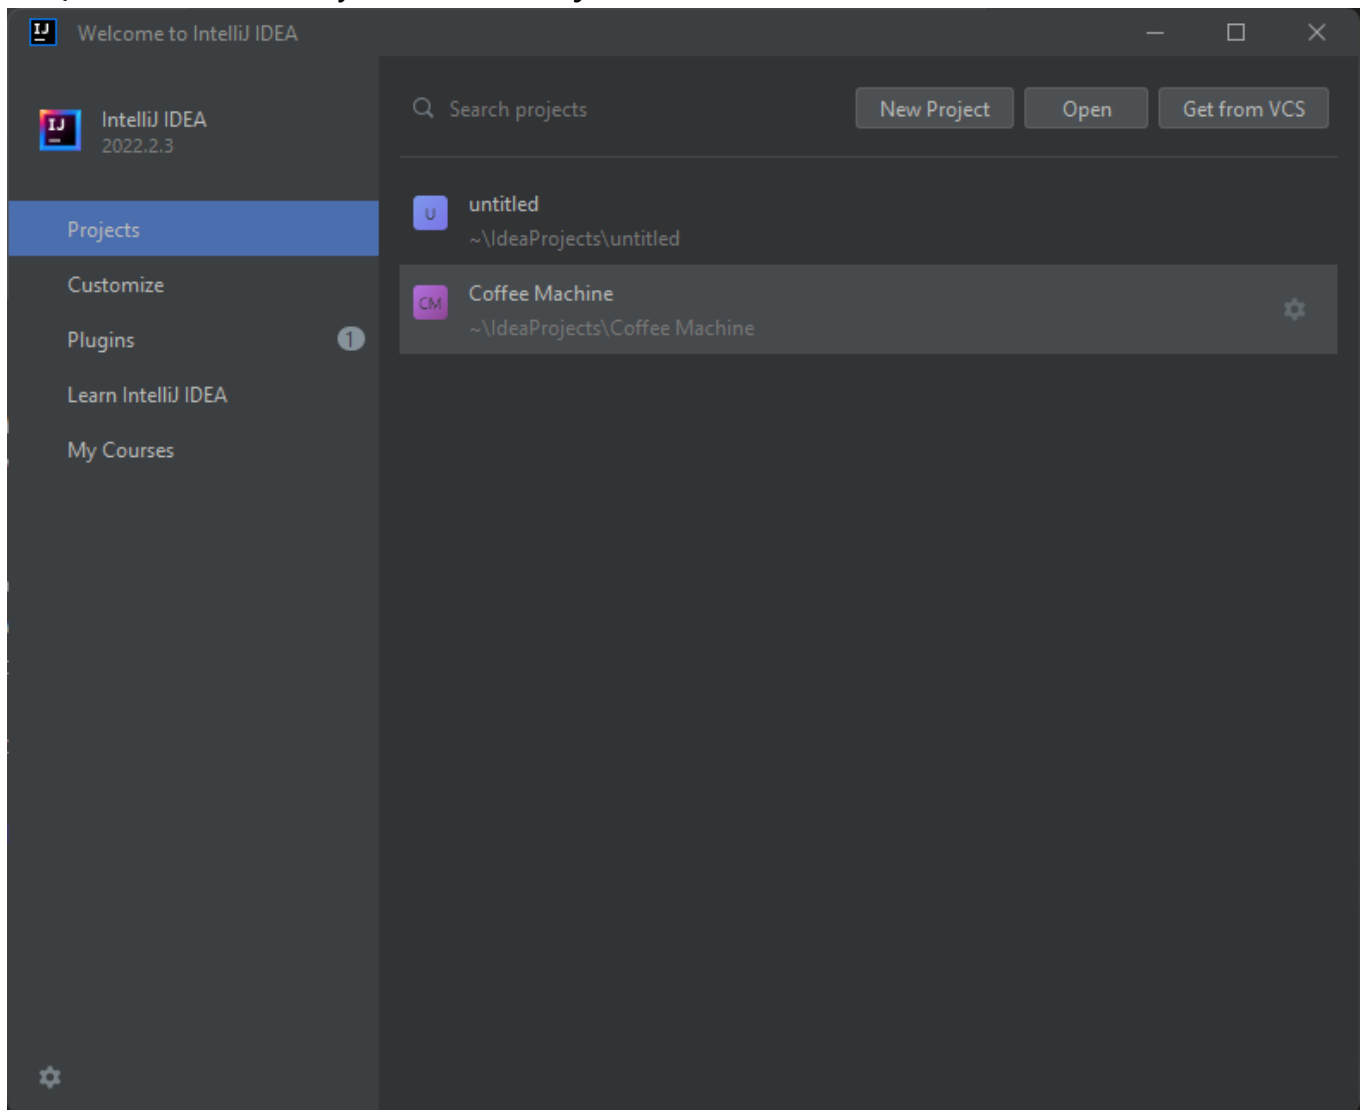 Welcome to IntelliJ IDEA
IntelliJ IDEA
2022.2.3
Projects
Customize
Plugins 1
Learn IntelliJ IDEA
My Courses
Search projects
New Project Open Get from VCS
U untitled
~\IdeaProjects\untitled
CM Coffee Machine
~\IdeaProjects\Coffee Machine